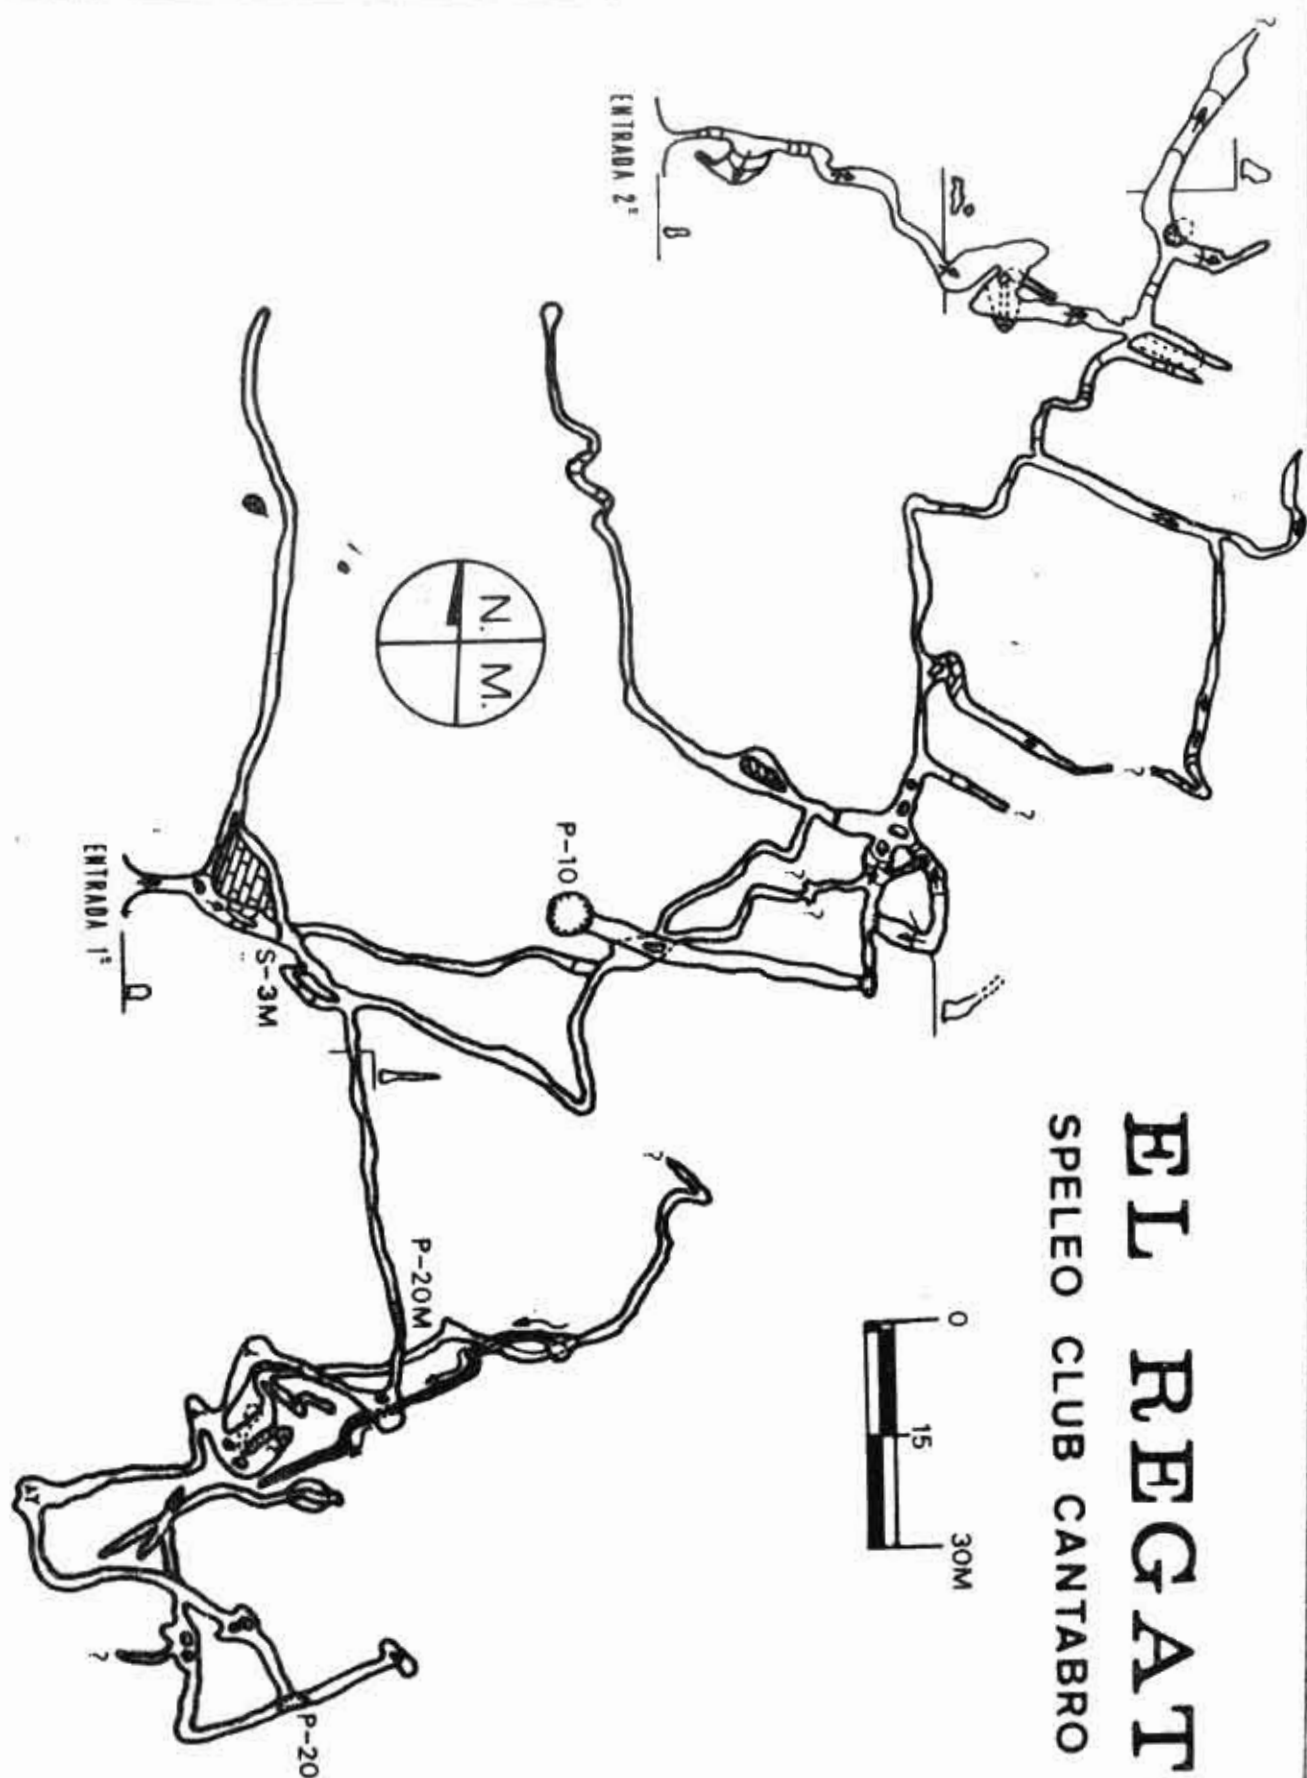 EL REGAT
SPELEO CLUB CANTABRO
0 15 30M
?
ENTRADA 2ª
?
?
N. M.
P-10
?
?
ENTRADA 1ª
S-3M
?
P-20M
?
P-20